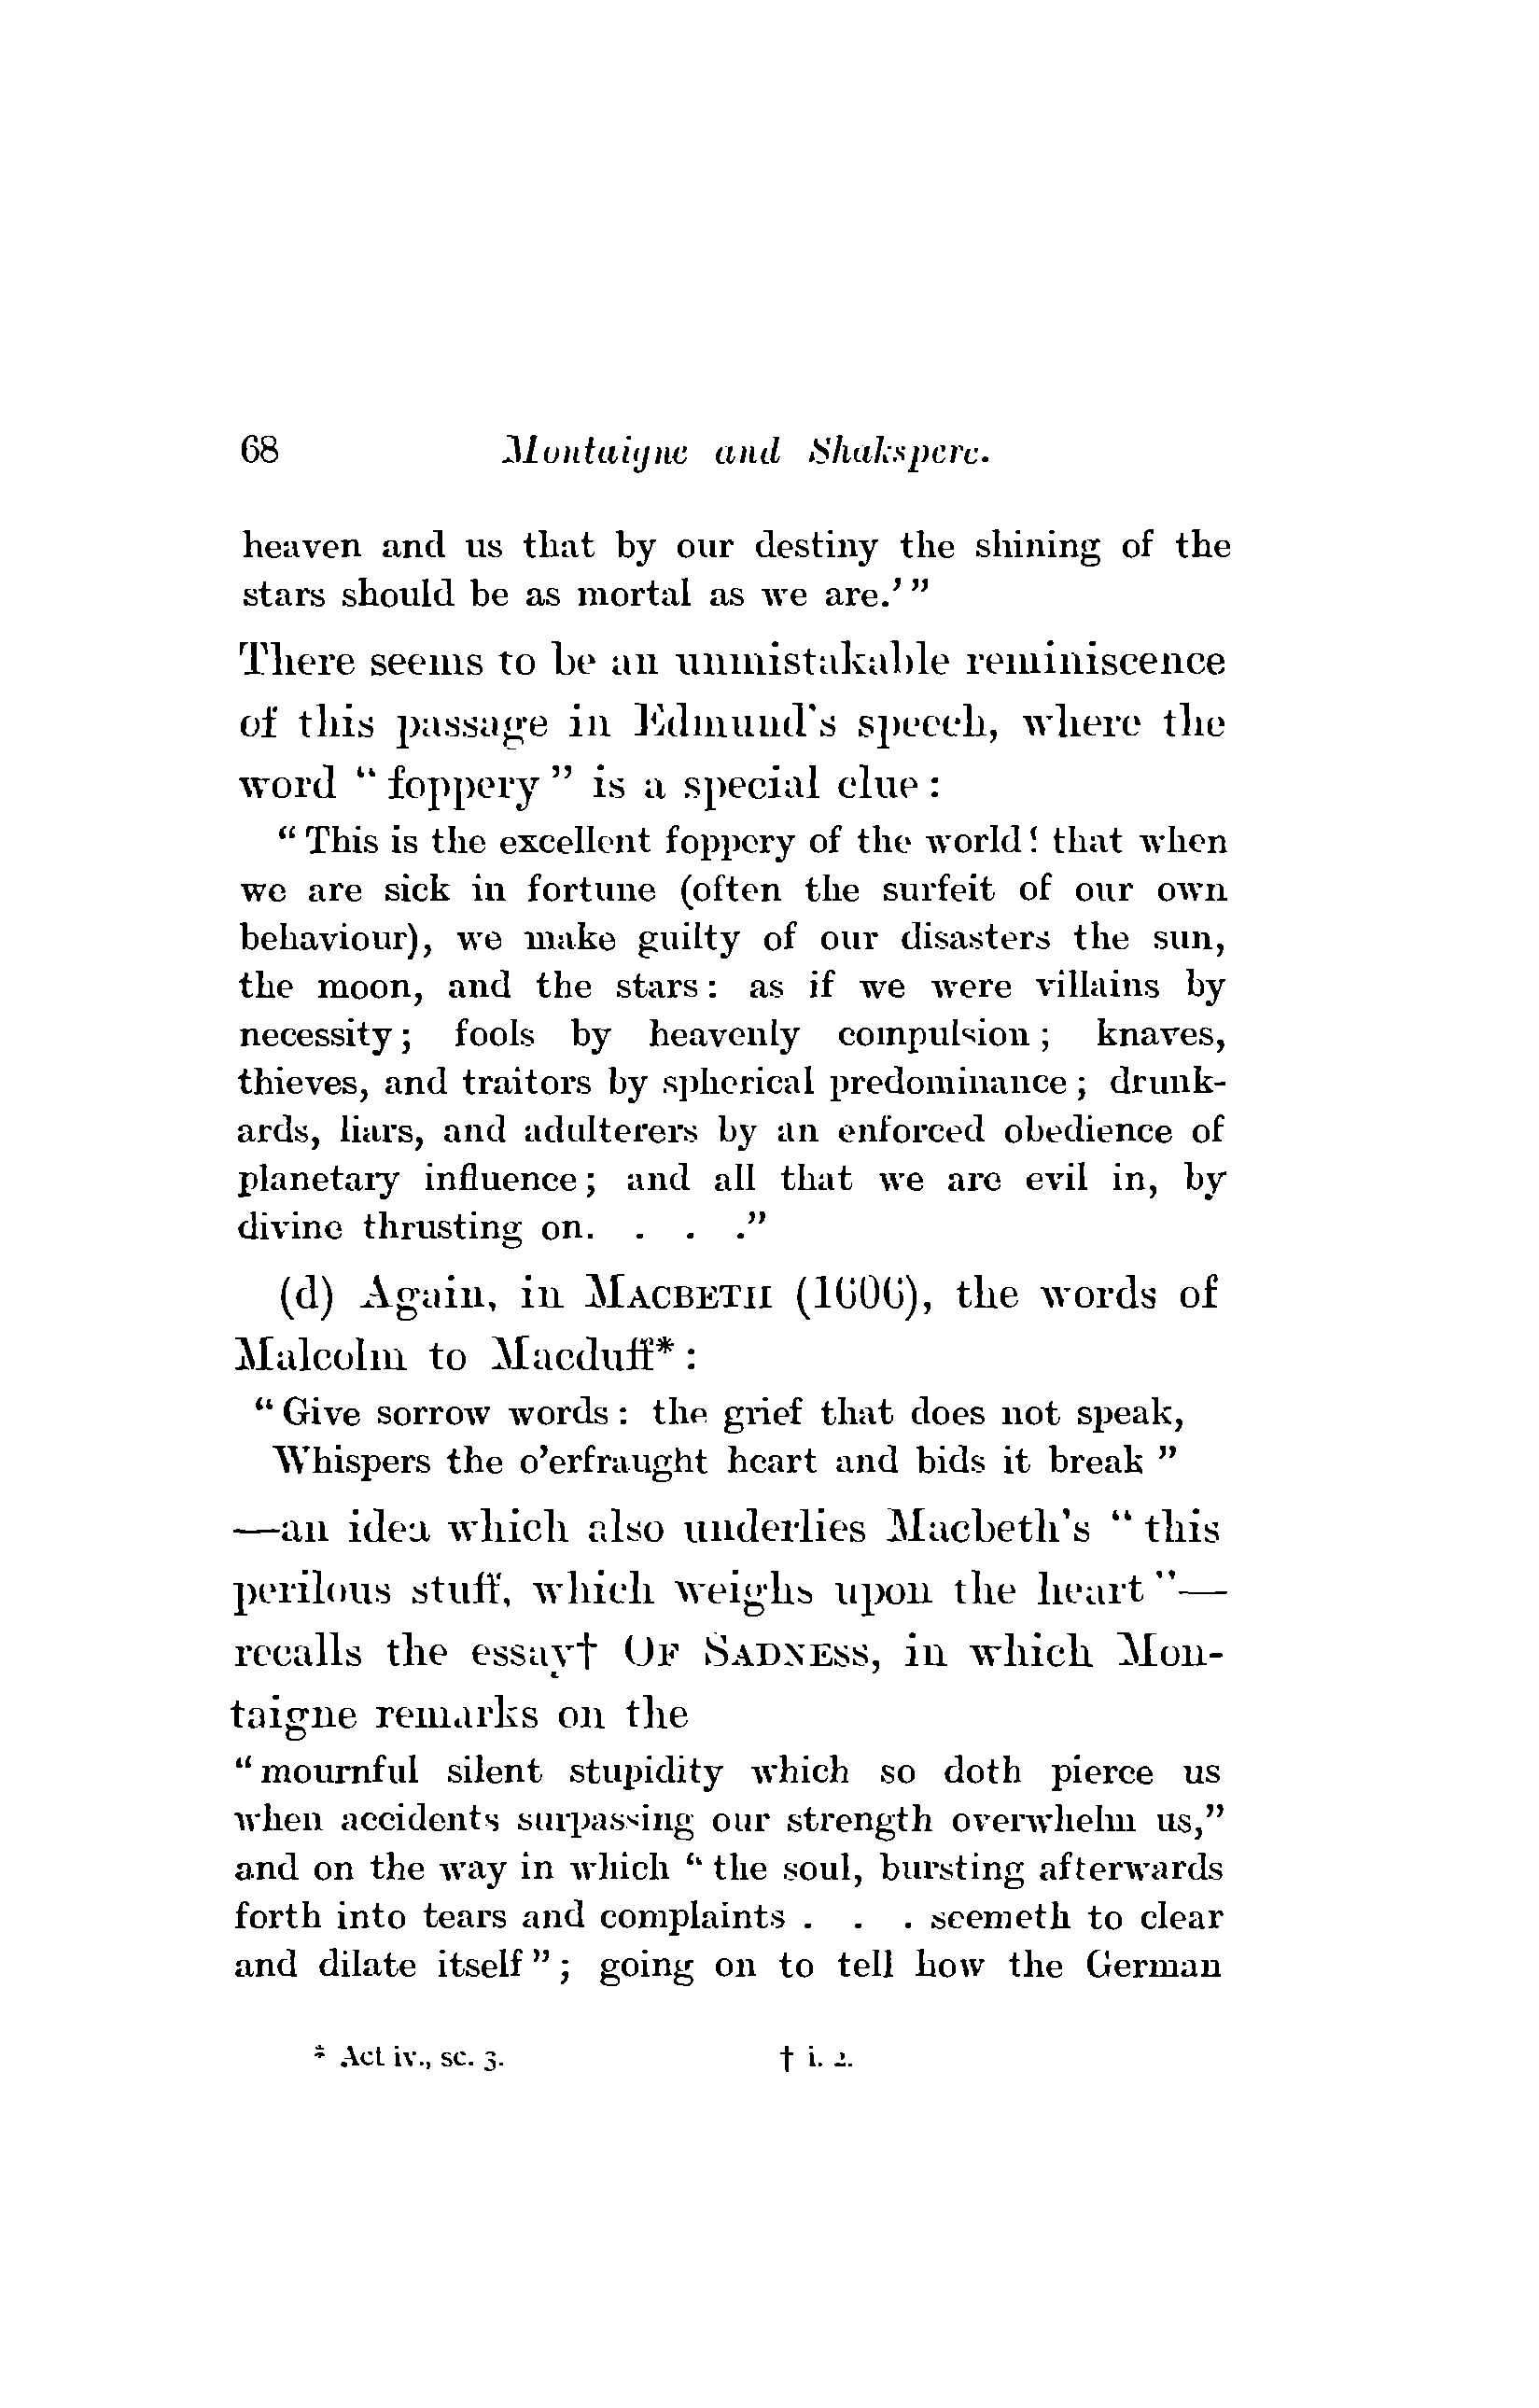 68 Montaigne and Shakspere.
heaven and us that by our destiny the shining of the
stars should be as mortal as we are.’ ”
There seems to be an unmistakable reminiscence
of this passage in Edmund's speech, where the
word “ foppery ” is a special clue :
“ This is the excellent foppery of the world ! that when
we are sick in fortune (often the surfeit of our own
behaviour), we make guilty of our disasters the sun,
the moon, and the stars : as if we were villains by
necessity ; fools by heavenly compulsion ; knaves,
thieves, and traitors by spherical predominance ; drunk-
ards, liars, and adulterers by an enforced obedience of
planetary influence ; and all that we are evil in, by
divine thrusting on. . . .”
(d) Again, in MACBETH (1606), the words of
Malcolm to Macduff* :
“ Give sorrow words : the grief that does not speak,
Whispers the o’erfraught heart and bids it break ”
—an idea which also underlies Macbeth’s “ this
perilous stuff, which weighs upon the heart ”—
recalls the essay† OF SADNESS, in which Mon-
taigne remarks on the
“ mournful silent stupidity which so doth pierce us
when accidents surpassing our strength overwhelm us,”
and on the way in which “ the soul, bursting afterwards
forth into tears and complaints . . . seemeth to clear
and dilate itself ” ; going on to tell how the German
* Act iv., sc. 3. † i. 2.